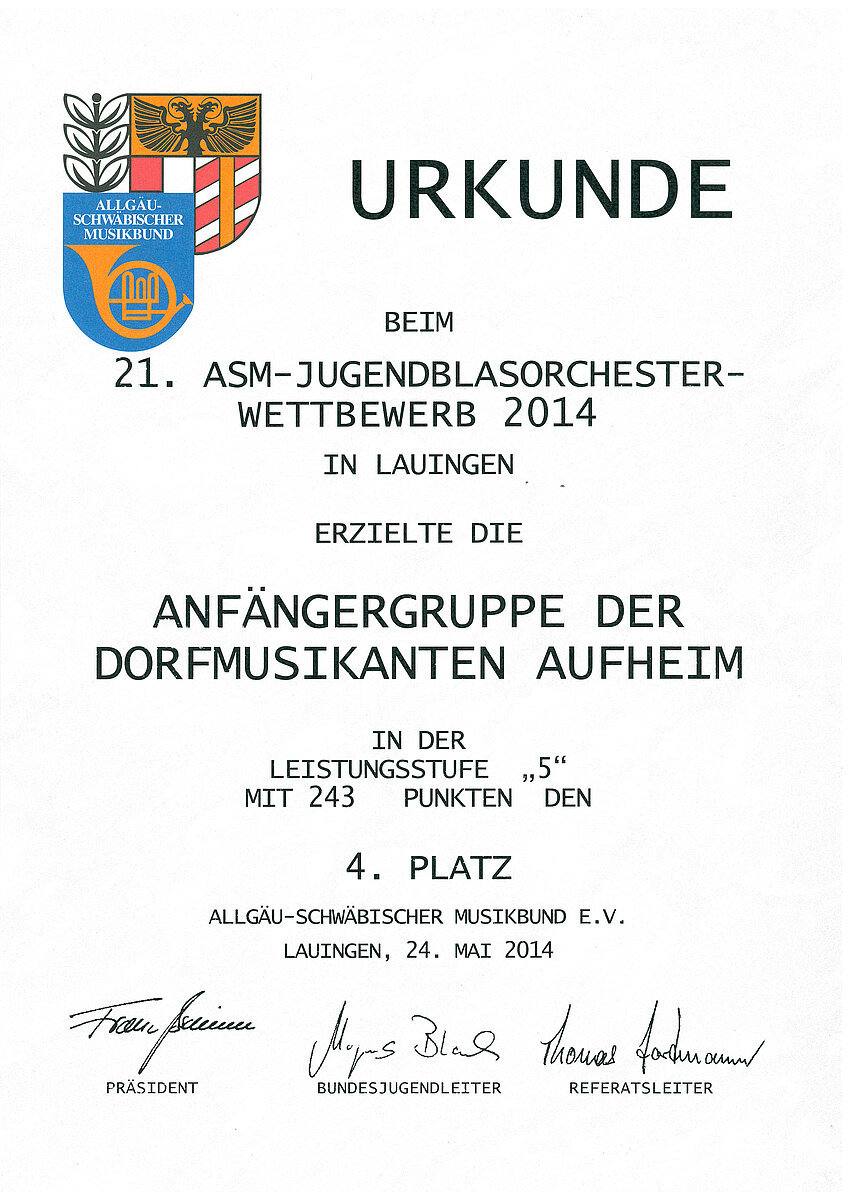 ALLGÄU-
SCHWÄBISCHER
MUSIKBUND
URKUNDE
BEIM
21. ASM-JUGENDBLASORCHESTER-
WETTBEWERB 2014
IN LAUINGEN
ERZIELTE DIE
ANFÄNGERGRUPPE DER
DORFMUSIKANTEN AUFHEIM
IN DER
LEISTUNGSSTUFE „5“
MIT 243 PUNKTEN DEN
4. PLATZ
ALLGÄU-SCHWÄBISCHER MUSIKBUND E.V.
LAUINGEN, 24. MAI 2014
Franz Thomas
PRÄSIDENT BUNDESJUGENDLEITER REFERATSLEITER